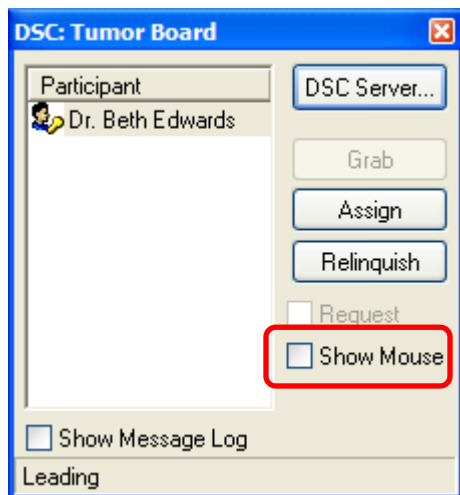 DSC: Tumor Board
Participant
Dr. Beth Edwards
DSC Server...
Grab
Assign
Relinquish
Request
Show Mouse
Show Message Log
Leading